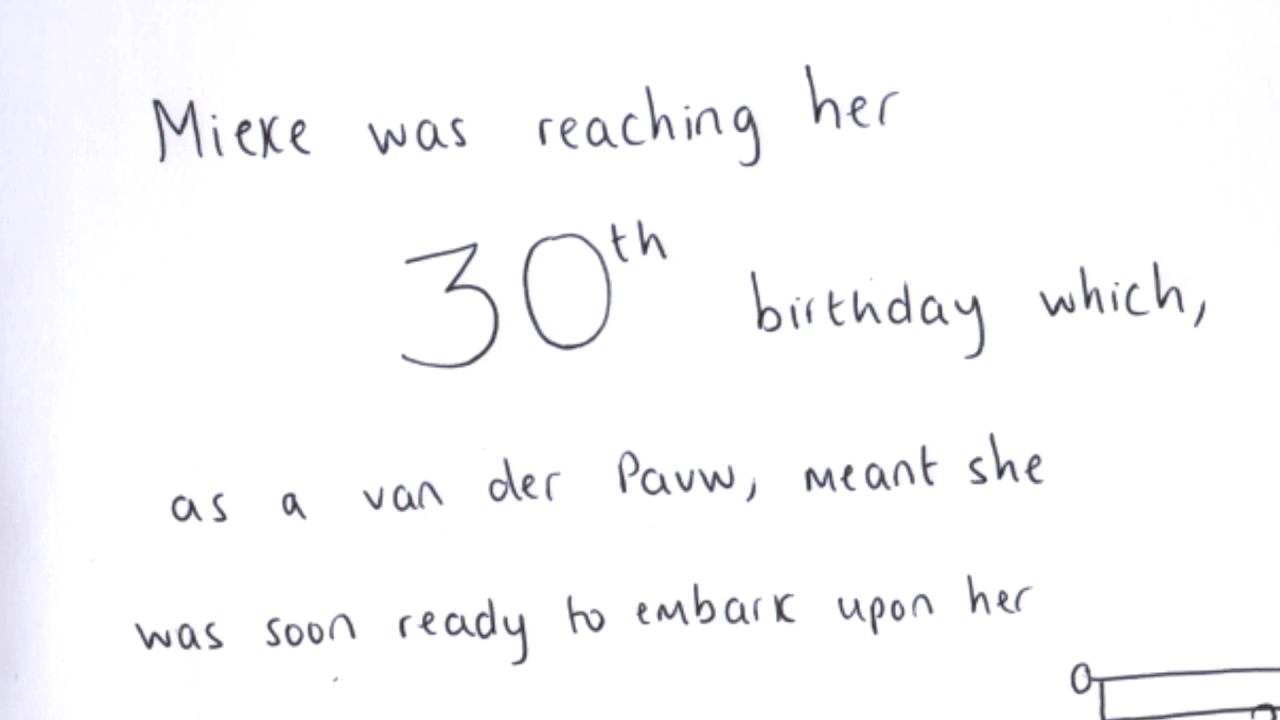 Mieke was reaching her
30th birthday which,
as a van der Pauw, meant she
was soon ready to embark upon her